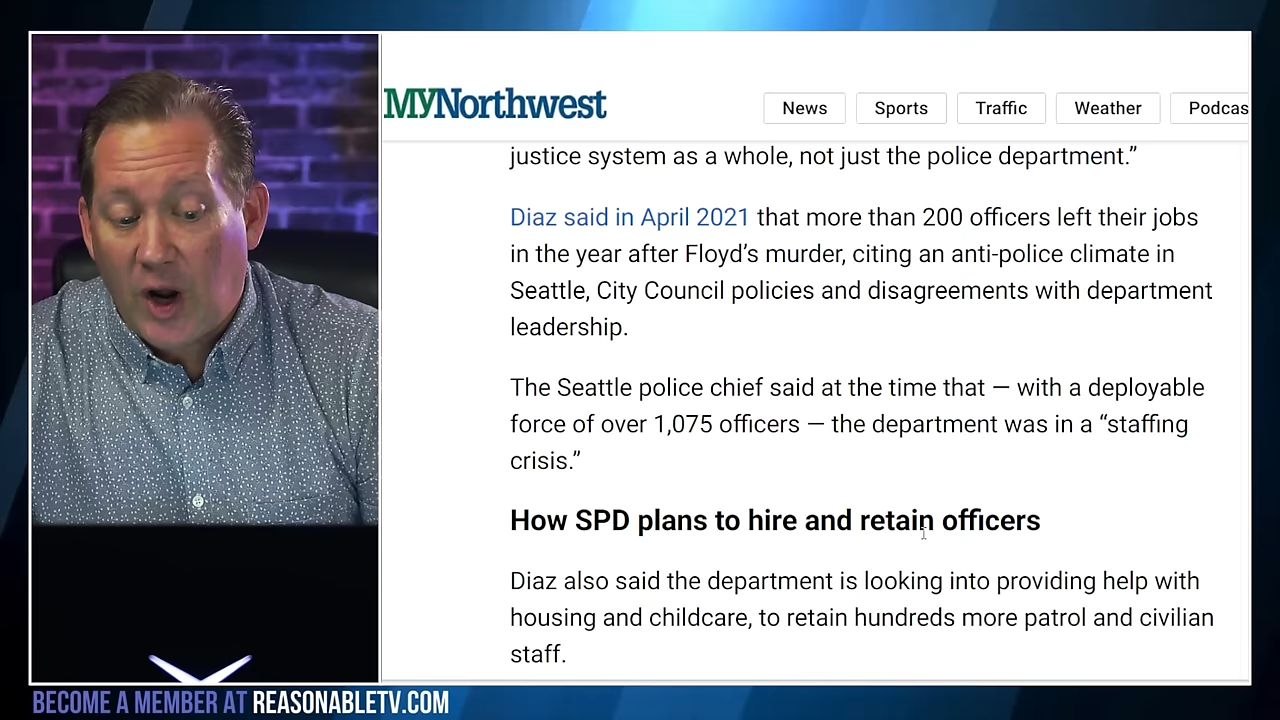 MYNorthwest
News
Sports
Traffic
Weather
Podcas
justice system as a whole, not just the police department.”
Diaz said in April 2021 that more than 200 officers left their jobs
in the year after Floyd’s murder, citing an anti-police climate in
Seattle, City Council policies and disagreements with department
leadership.
The Seattle police chief said at the time that — with a deployable
force of over 1,075 officers — the department was in a “staffing
crisis.”
How SPD plans to hire and retain officers
Diaz also said the department is looking into providing help with
housing and childcare, to retain hundreds more patrol and civilian
staff.
BECOME A MEMBER AT REASONABLETV.COM